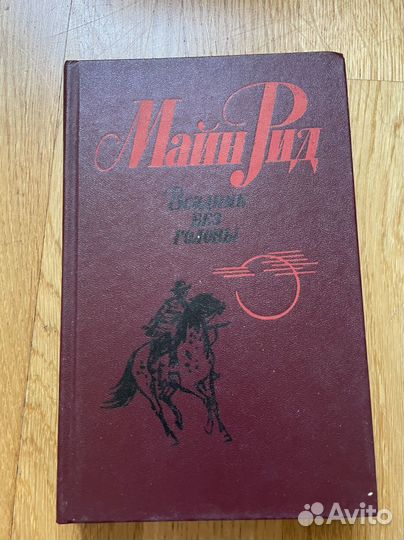 Майн Рид
Всадник
без
головы
Avito